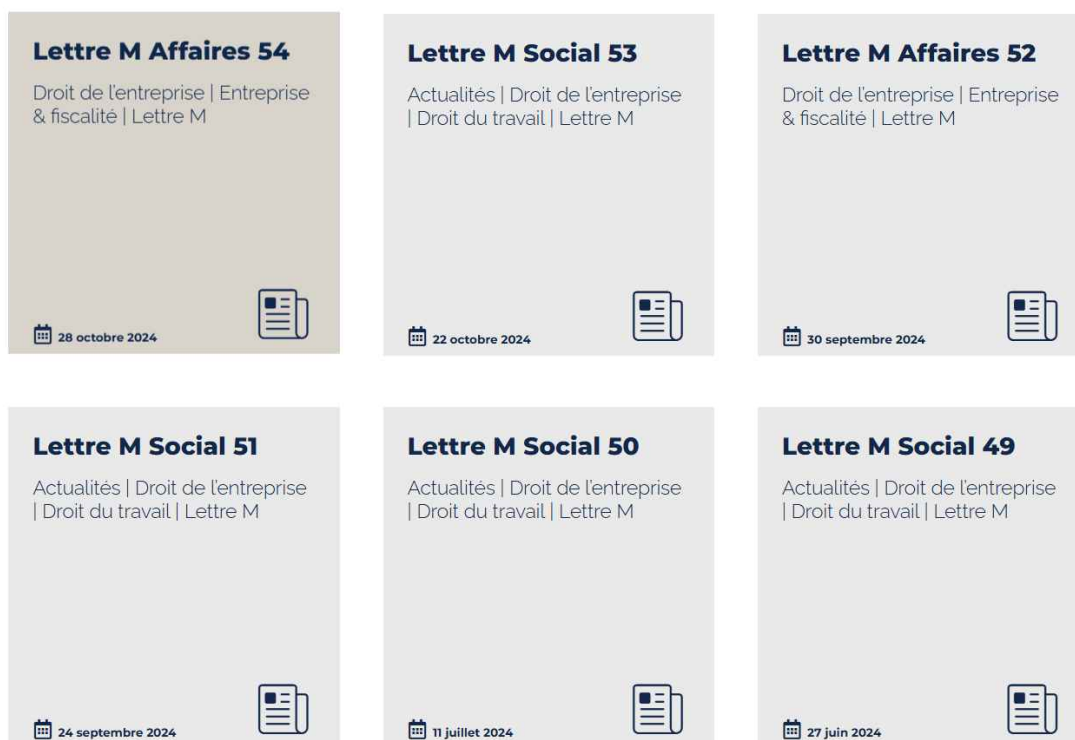 Lettre M Affaires 54
Droit de l'entreprise | Entreprise
& fiscalité | Lettre M
28 octobre 2024
Lettre M Social 53
Actualités | Droit de l'entreprise
| Droit du travail | Lettre M
22 octobre 2024
Lettre M Affaires 52
Droit de l'entreprise | Entreprise
& fiscalité | Lettre M
30 septembre 2024
Lettre M Social 51
Actualités | Droit de l'entreprise
| Droit du travail | Lettre M
24 septembre 2024
Lettre M Social 50
Actualités | Droit de l'entreprise
| Droit du travail | Lettre M
11 juillet 2024
Lettre M Social 49
Actualités | Droit de l'entreprise
| Droit du travail | Lettre M
27 juin 2024